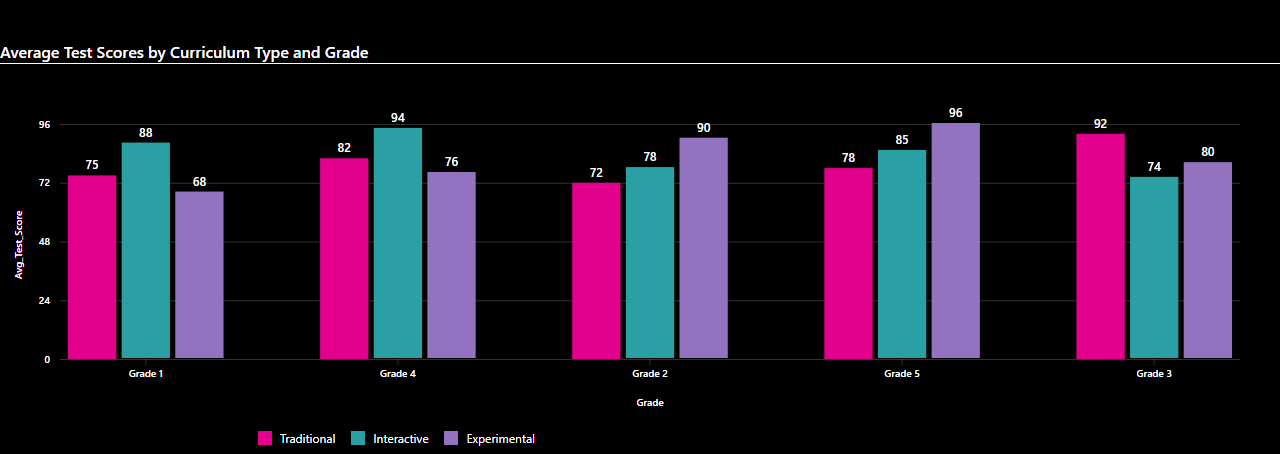 Average Test Scores by Curriculum Type and Grade
96
72
48
24
0
Avg_Test_Score
75
88
68
82
94
76
72
78
90
78
85
96
92
74
80
Grade 1
Grade 4
Grade 2
Grade 5
Grade 3
Grade
Traditional
Interactive
Experimental